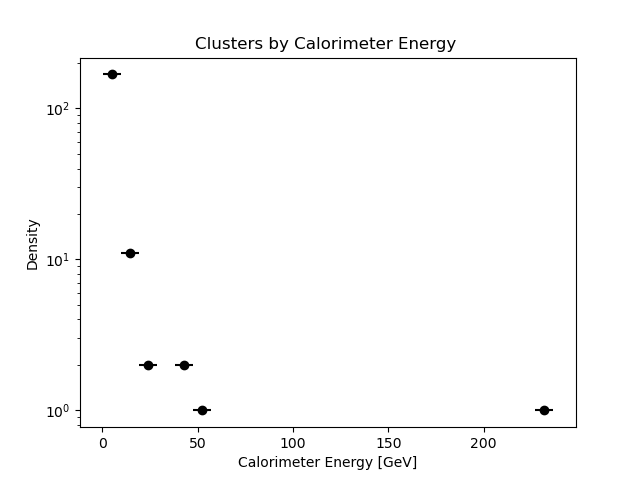 Clusters by Calorimeter Energy
Density
10²
10¹
10⁰
0 50 100 150 200
Calorimeter Energy [GeV]